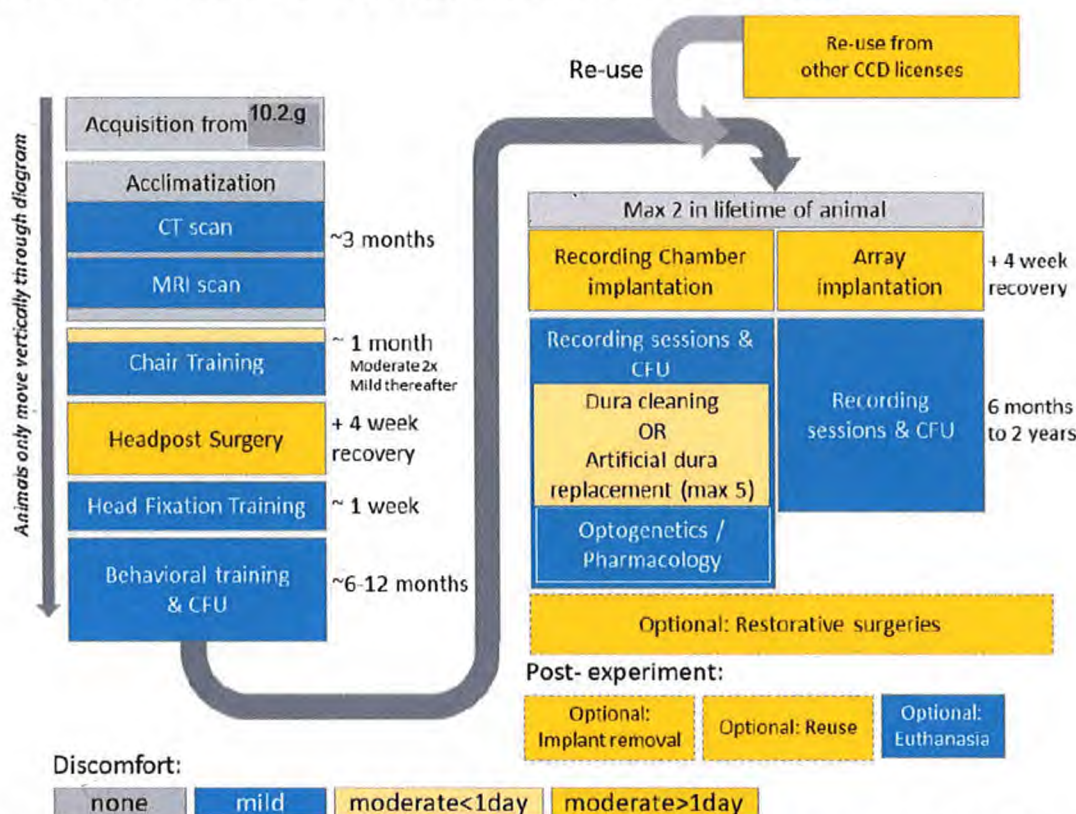 Re-use from
other CCD licenses
Re-use
Animals only move vertically through diagram
Acquisition from 10.2.g
Acclimatization
CT scan
~3 months
MRI scan
Chair Training
~ 1 month
Moderate 2x
Mild thereafter
Headpost Surgery
+ 4 week
recovery
Head Fixation Training
~ 1 week
Behavioral training
& CFU
~6-12 months
Max 2 in lifetime of animal
Recording Chamber
implantation
Array
implantation
+ 4 week
recovery
Recording sessions &
CFU
Dura cleaning
OR
Artificial dura
replacement (max 5)
Optogenetics /
Pharmacology
Recording
sessions & CFU
6 months
to 2 years
Optional: Restorative surgeries
Post- experiment:
Optional:
Implant removal
Optional: Reuse
Optional:
Euthanasia
Discomfort:
none
mild
moderate<1day
moderate>1day